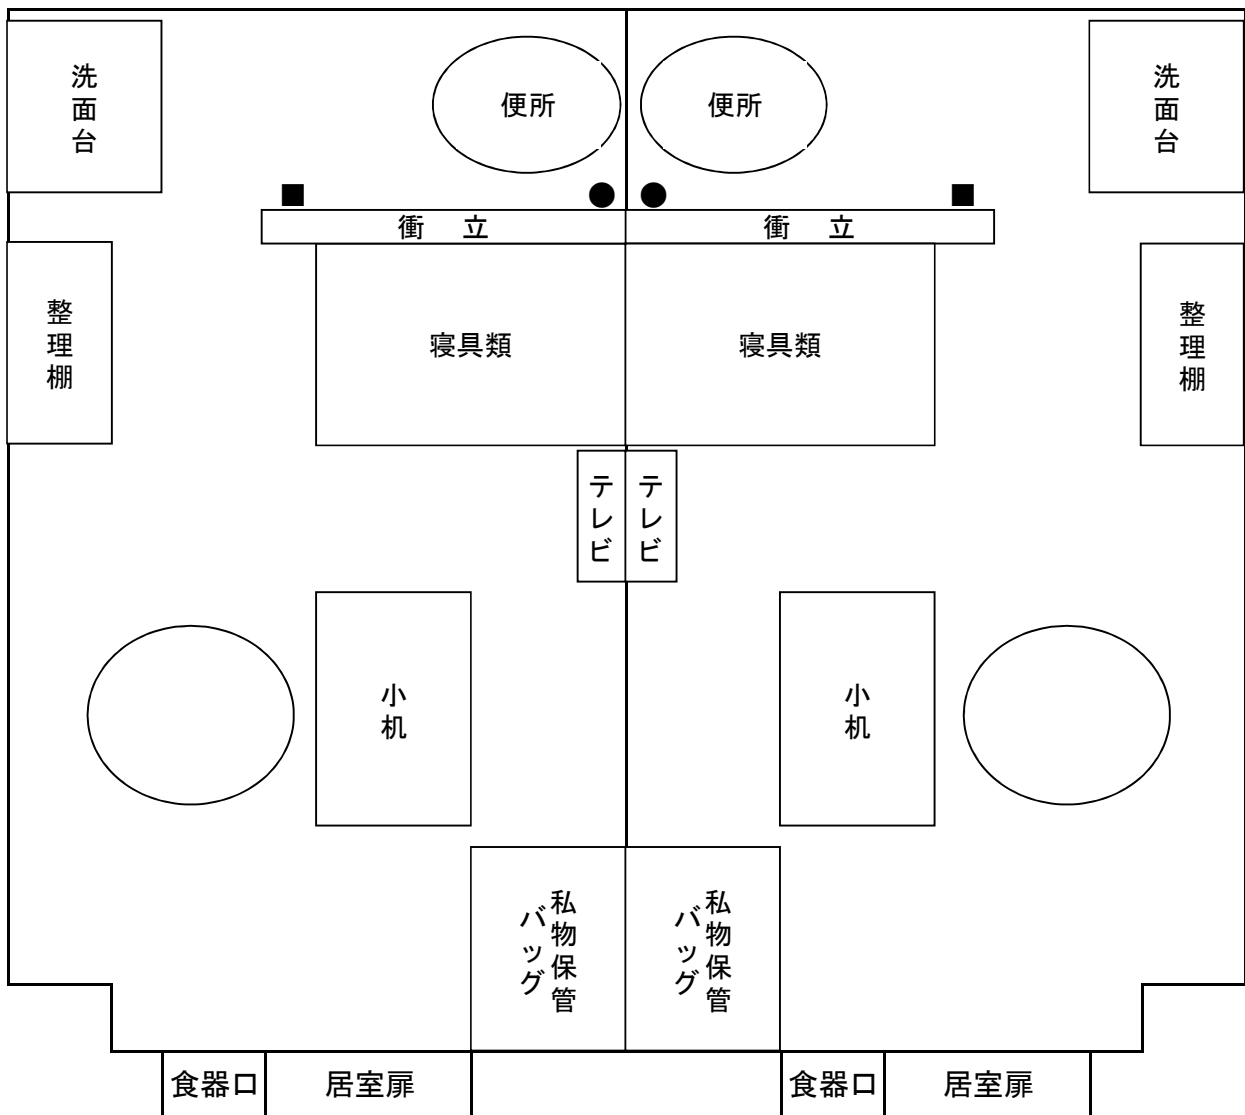 洗面台
便所
便所
洗面台
衝 立
衝 立
整理棚
寝具類
寝具類
整理棚
テレビ
テレビ
小机
小机
私物保管
バッグ
私物保管
バッグ
食器口
居室扉
食器口
居室扉